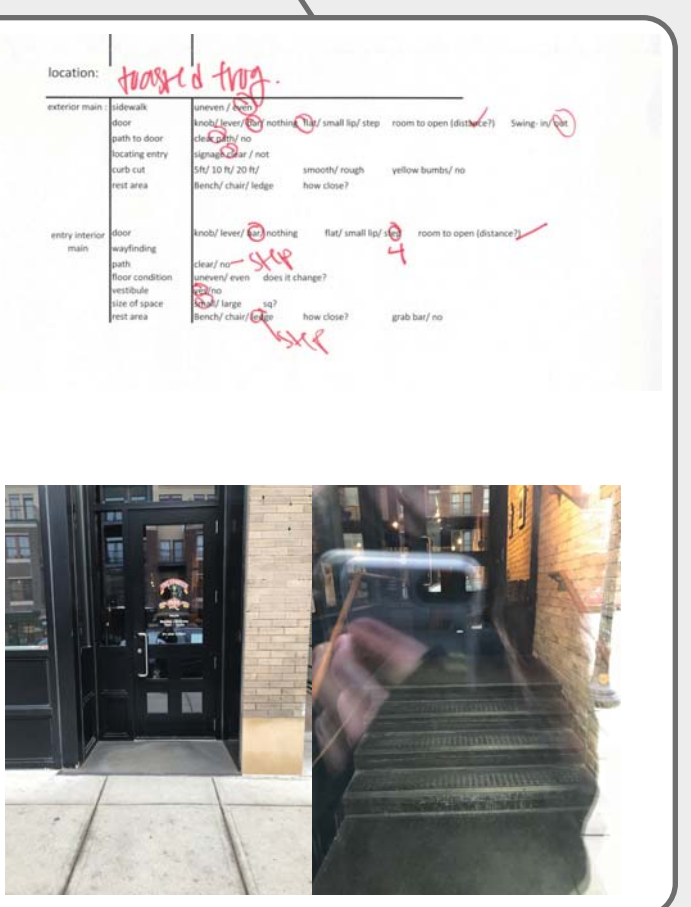 location: toasted frog.
exterior main : sidewalk uneven / even
door knob/ lever/ bar/ nothing flat/ small lip/ step room to open (distance?) Swing- in/ out
path to door clear path/ no
locating entry signage clear / not
curb cut 5ft/ 10 ft/ 20 ft/ smooth/ rough yellow bumbs/ no
rest area Bench/ chair/ ledge how close?
entry interior main door knob/ lever/ bar/ nothing flat/ small lip/ step room to open (distance?)
4
wayfinding
path clear/ no - step
floor condition uneven/ even does it change?
vestibule yes/no
size of space small/ large sq?
rest area Bench/ chair/ ledge how close? grab bar/ no
step